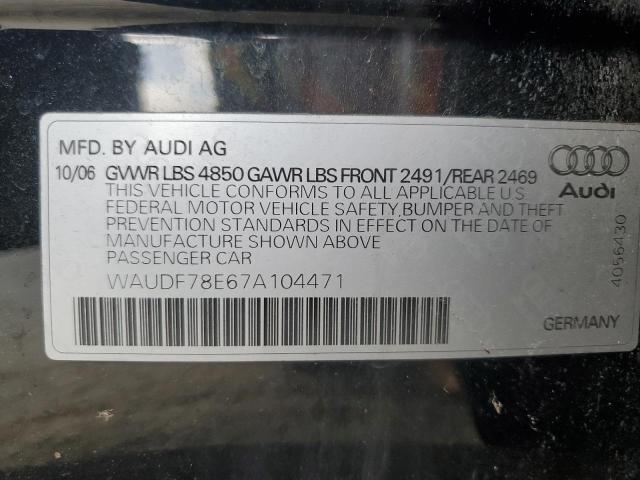 MFD. BY AUDI AG
10/06 GVWR LBS 4850 GAWR LBS FRONT 2491/REAR 2469
THIS VEHICLE CONFORMS TO ALL APPLICABLE U S
FEDERAL MOTOR VEHICLE SAFETY,BUMPER AND THEFT
PREVENTION STANDARDS IN EFFECT ON THE DATE OF
MANUFACTURE SHOWN ABOVE
PASSENGER CAR
WAUDF78E67A104471
Audi
4056430
GERMANY